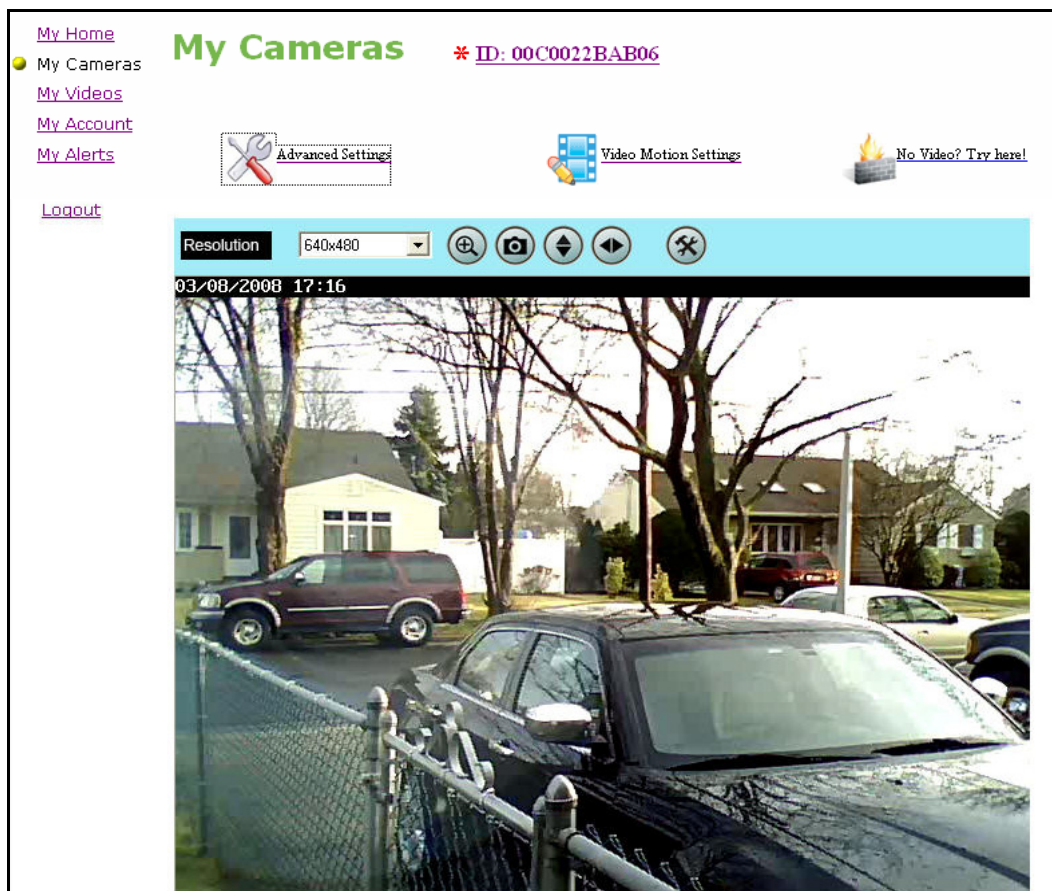 My Home
My Cameras
My Videos
My Account
My Alerts
Logout
My Cameras
* ID: 00C0022BAB06
Advanced Settings
Video Motion Settings
No Video? Try here!
Resolution
640x480
03/08/2008 17:16